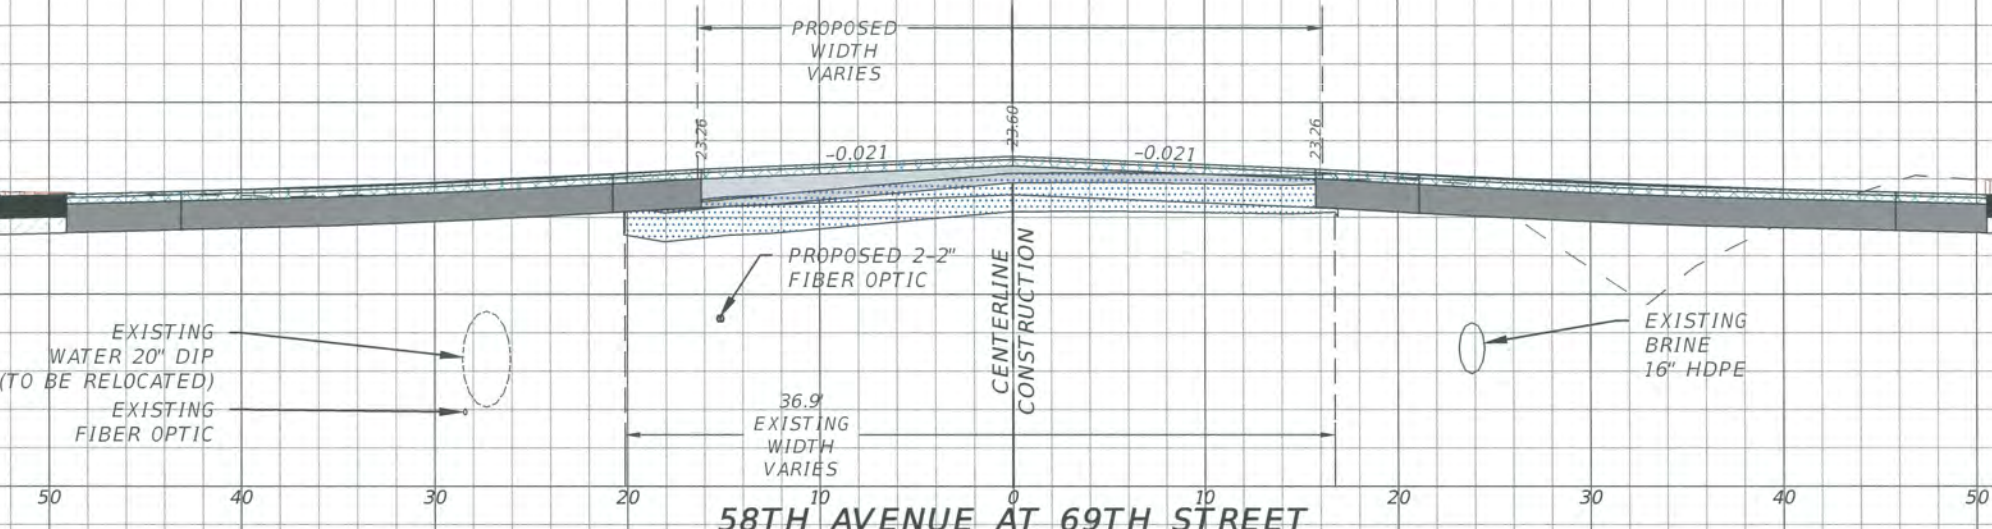 PROPOSED
WIDTH
VARIES
23.26
23.60
23.26
-0.021
-0.021
PROPOSED 2-2"
FIBER OPTIC
CENTERLINE
CONSTRUCTION
EXISTING
WATER 20" DIP
(TO BE RELOCATED)
EXISTING
FIBER OPTIC
EXISTING
BRINE
16" HDPE
36.9'
EXISTING
WIDTH
VARIES
50 40 30 20 10 0 10 20 30 40 50
58TH AVENUE AT 69TH STREET